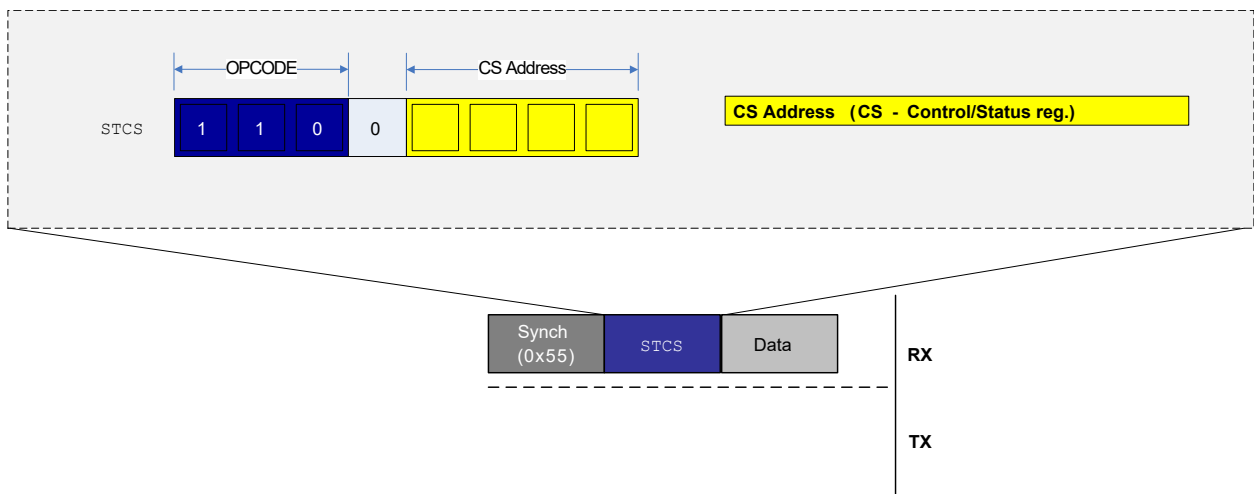 OPCODE CS Address
STCS 1 1 0 0 CS Address (CS - Control/Status reg.)
Synch
(0x55) STCS Data RX
TX